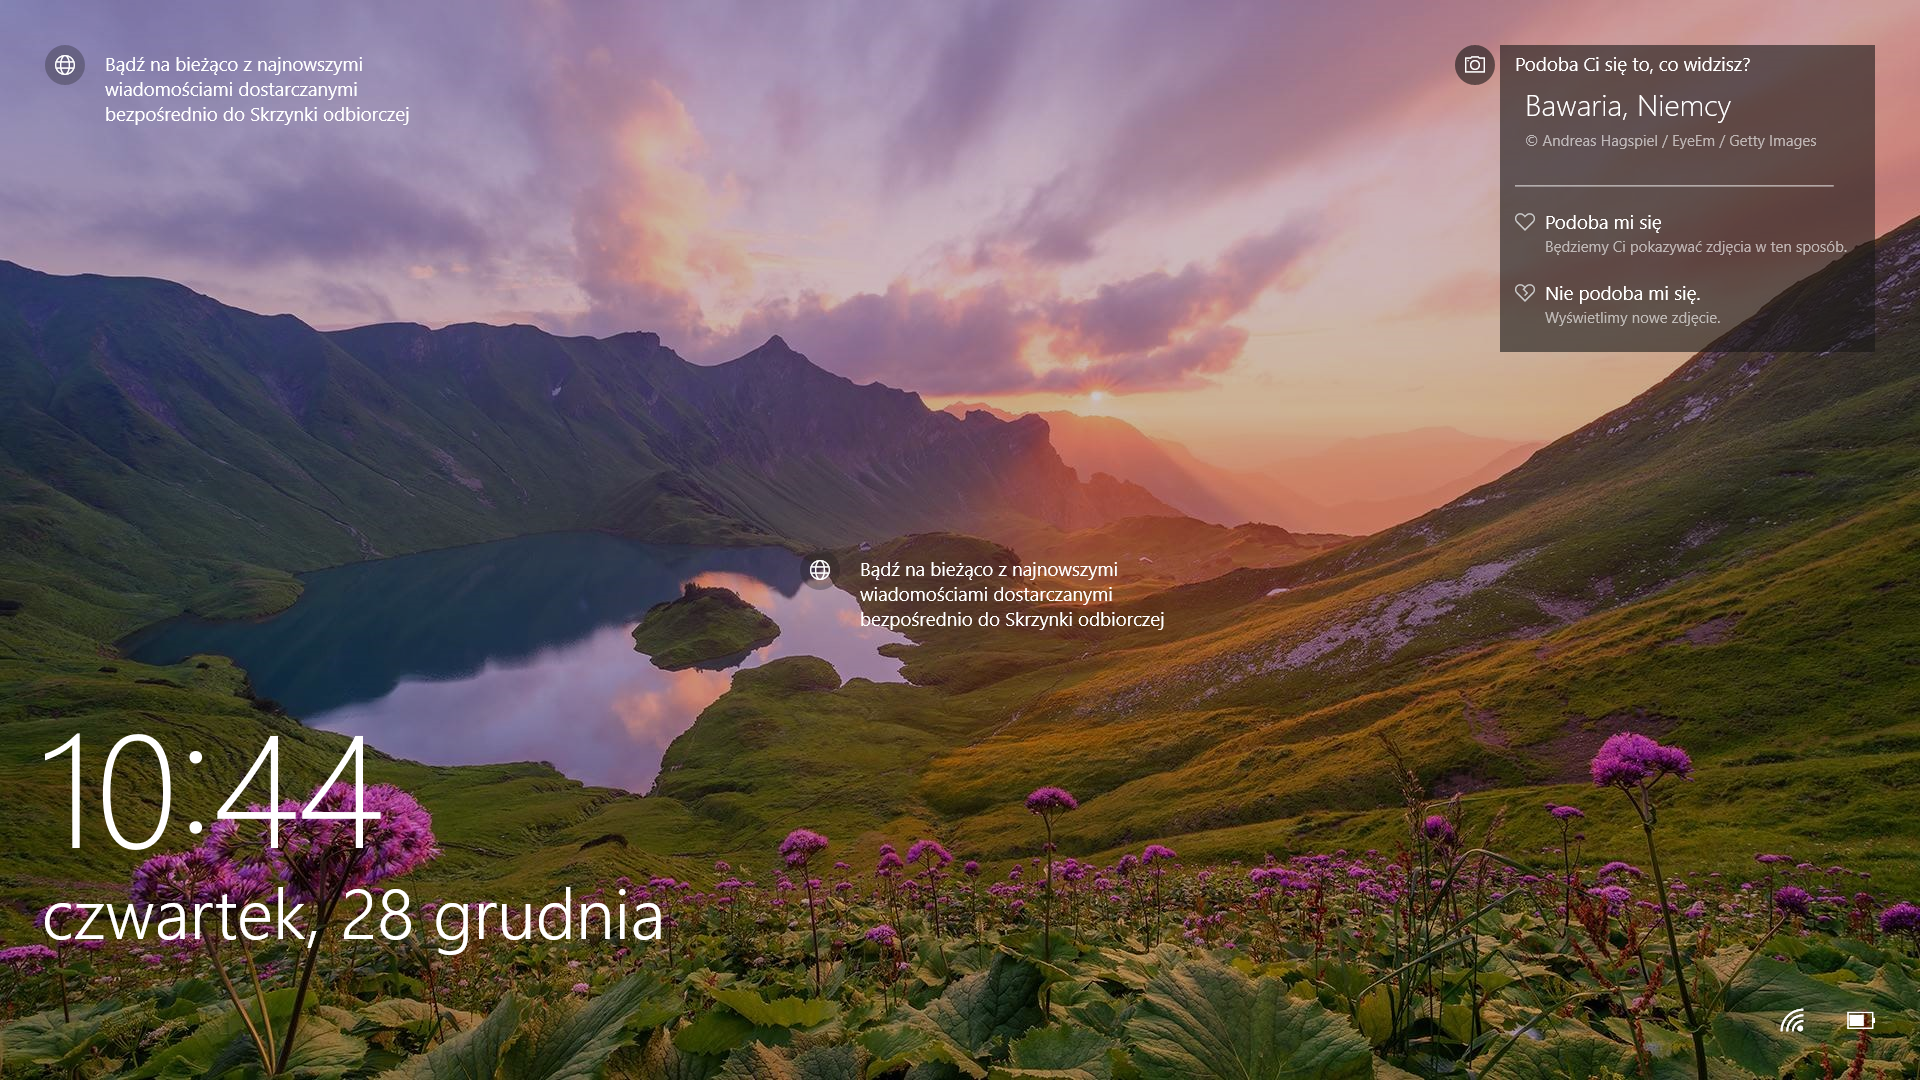 Bądź na bieżąco z najnowszymi
wiadomościami dostarczanymi
bezpośrednio do Skrzynki odbiorczej
Podoba Ci się to, co widzisz?
Bawaria, Niemcy
© Andreas Hagspiel / EyeEm / Getty Images
Podoba mi się
Będziemy Ci pokazywać zdjęcia w ten sposób.
Nie podoba mi się.
Wyświetlimy nowe zdjęcie.
Bądź na bieżąco z najnowszymi
wiadomościami dostarczanymi
bezpośrednio do Skrzynki odbiorczej
10:44
czwartek, 28 grudnia